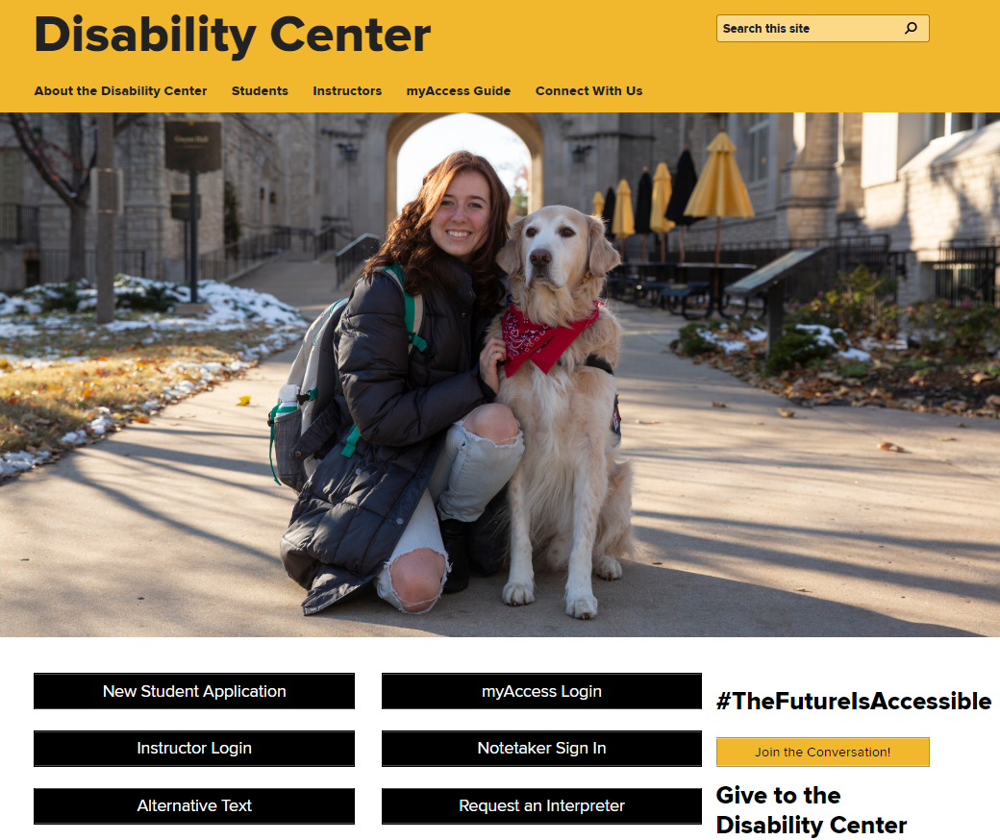 Disability Center
Search this site
About the Disability Center Students Instructors myAccess Guide Connect With Us
New Student Application
myAccess Login
Instructor Login
Notetaker Sign In
Alternative Text
Request an Interpreter
#TheFutureIsAccessible
Join the Conversation!
Give to the
Disability Center